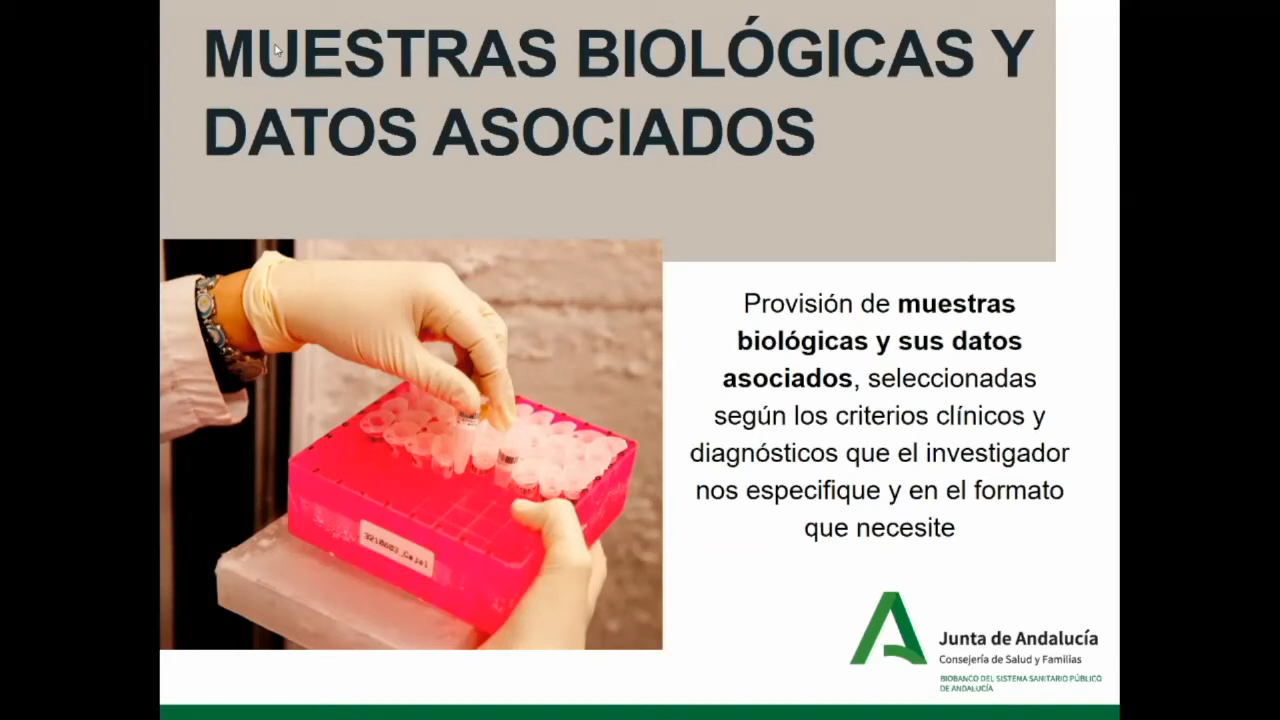 MUESTRAS BIOLÓGICAS Y
DATOS ASOCIADOS
Provisión de muestras
biológicas y sus datos
asociados, seleccionadas
según los criterios clínicos y
diagnósticos que el investigador
nos especifique y en el formato
que necesite
Junta de Andalucía
Consejería de Salud y Familias
BIOBANCO DEL SISTEMA SANITARIO PÚBLICO
DE ANDALUCÍA